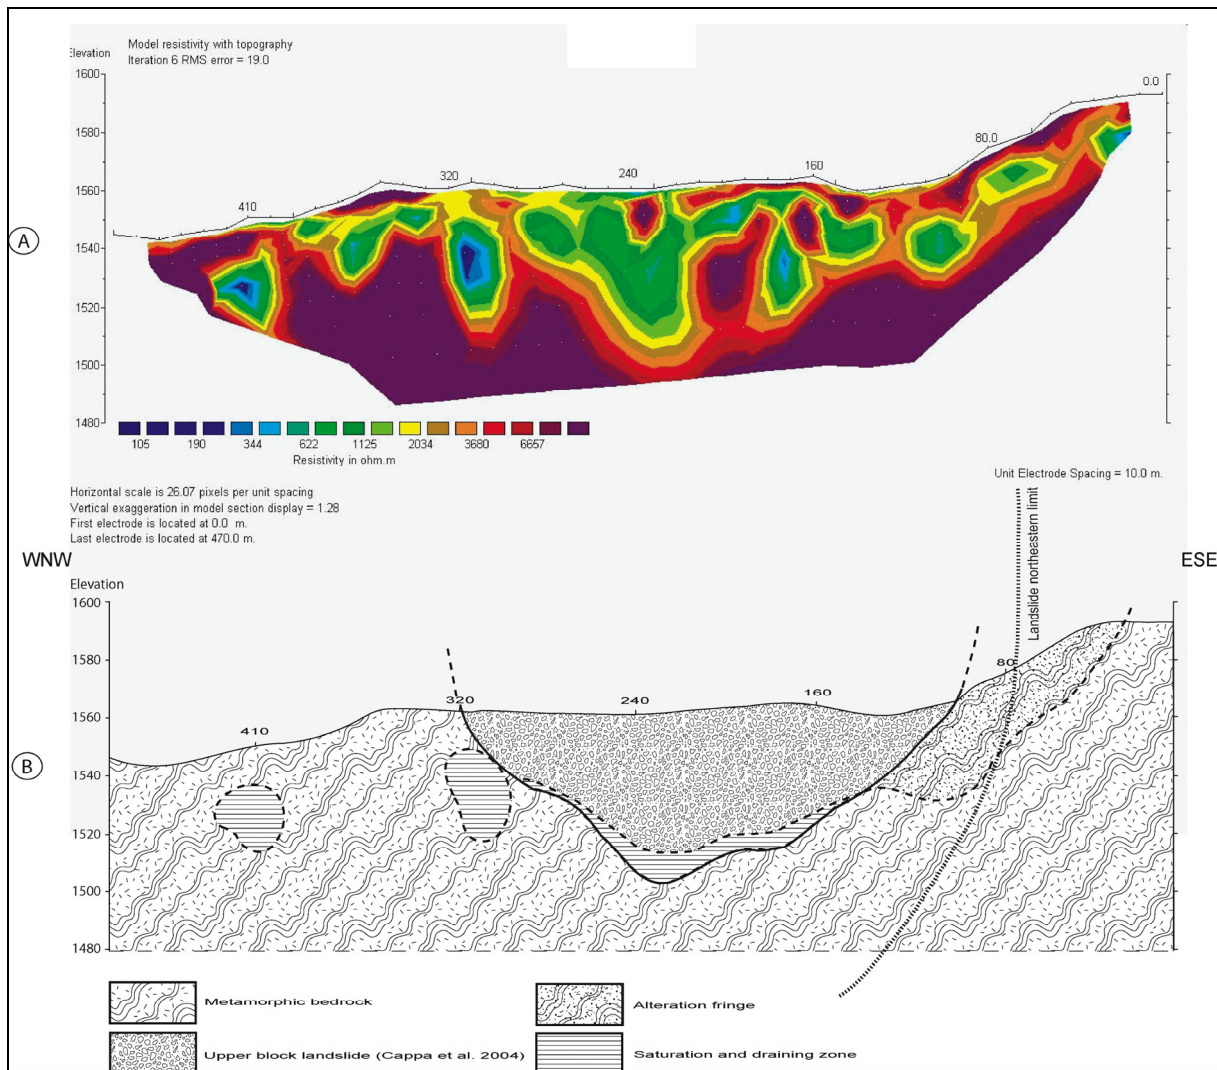 Model resistivity with topography
Elevation
Iteration 6 RMS error = 19.0
1600
0.0
1580
80.0
320
240
160
1560
410
A
1540
1520
1500
1480
105 190 344 622 1125 2034 3680 6657
Resistivity in ohm.m
Unit Electrode Spacing = 10.0 m.
Horizontal scale is 26.07 pixels per unit spacing
Vertical exaggeration in model section display = 1.28
First electrode is located at 0.0 m.
Last electrode is located at 470.0 m.
WNW
ESE
Landslide northeastern limit
Elevation
1600
1580
80
320
240
160
1560
410
B
1540
1520
1500
1480
Metamorphic bedrock
Alteration fringe
Upper block landslide (Cappa et al. 2004)
Saturation and draining zone